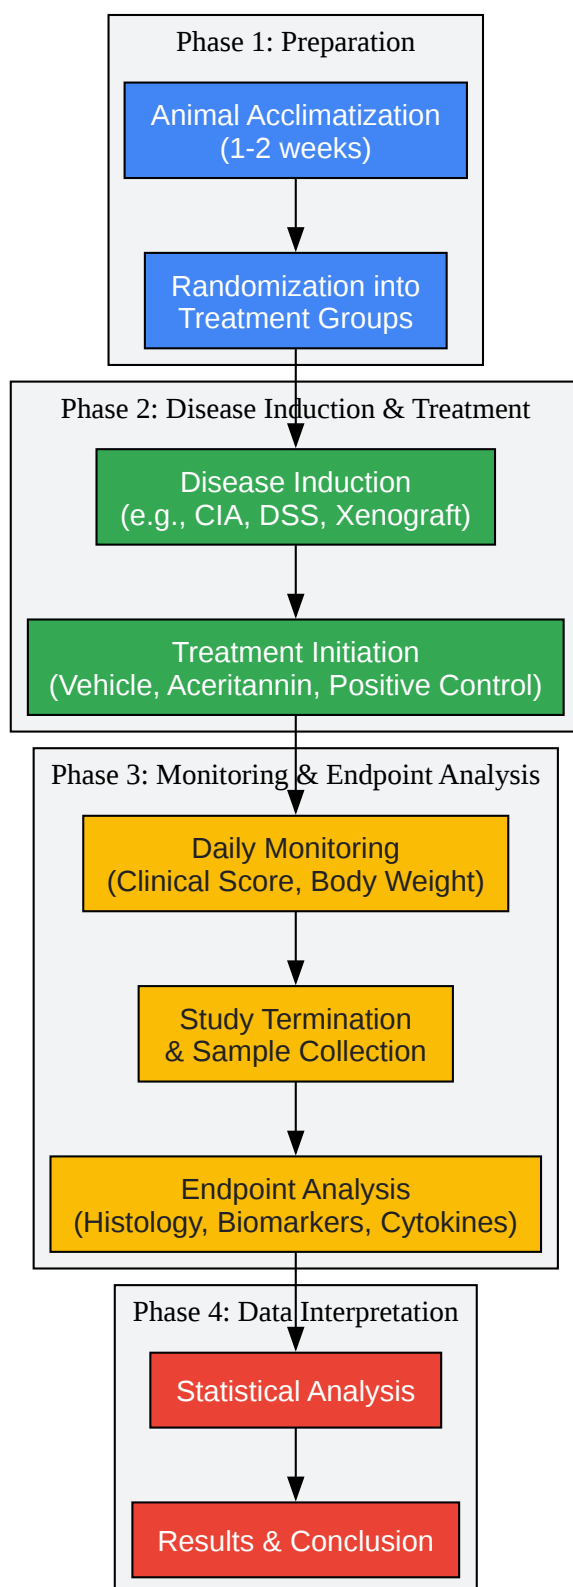 Phase 1: Preparation
Animal Acclimatization
(1-2 weeks)
Randomization into
Treatment Groups
Phase 2: Disease Induction & Treatment
Disease Induction
(e.g., CIA, DSS, Xenograft)
Treatment Initiation
(Vehicle, Aceritannin, Positive Control)
Phase 3: Monitoring & Endpoint Analysis
Daily Monitoring
(Clinical Score, Body Weight)
Study Termination
& Sample Collection
Endpoint Analysis
(Histology, Biomarkers, Cytokines)
Phase 4: Data Interpretation
Statistical Analysis
Results & Conclusion